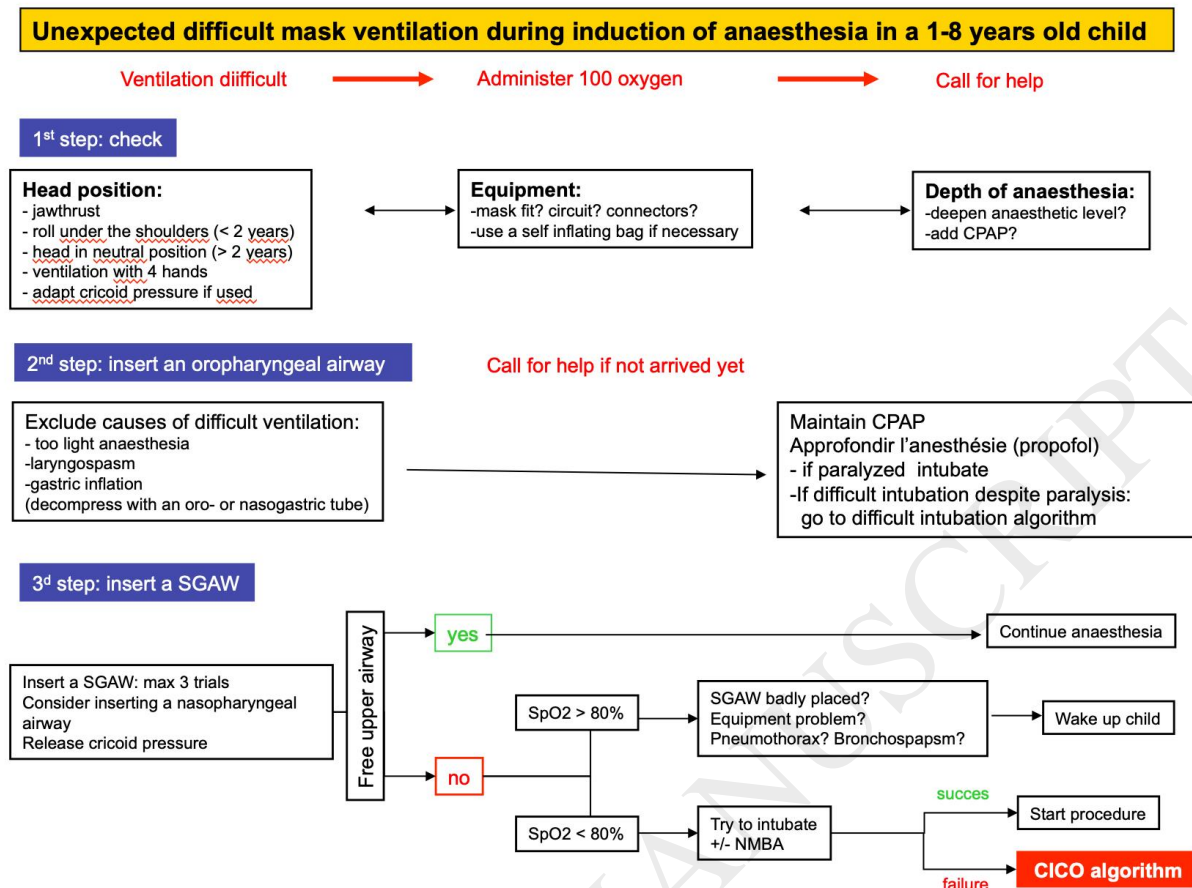 Unexpected difficult mask ventilation during induction of anaesthesia in a 1-8 years old child
Ventilation diifficult
Administer 100 oxygen
Call for help
1st step: check
Head position:
- jawthrust
- roll under the shoulders (< 2 years)
- head in neutral position (> 2 years)
- ventilation with 4 hands
- adapt cricoid pressure if used
Equipment:
-mask fit? circuit? connectors?
-use a self inflating bag if necessary
Depth of anaesthesia:
-deepen anaesthetic level?
-add CPAP?
2nd step: insert an oropharyngeal airway
Call for help if not arrived yet
Exclude causes of difficult ventilation:
- too light anaesthesia
-laryngospasm
-gastric inflation
(decompress with an oro- or nasogastric tube)
Maintain CPAP
Approfondir l'anesthésie (propofol)
- if paralyzed intubate
-If difficult intubation despite paralysis:
go to difficult intubation algorithm
3d step: insert a SGAW
Insert a SGAW: max 3 trials
Consider inserting a nasopharyngeal
airway
Release cricoid pressure
Free upper airway
yes
Continue anaesthesia
no
SpO2 > 80%
SGAW badly placed?
Equipment problem?
Pneumothorax? Bronchospapsm?
Wake up child
SpO2 < 80%
Try to intubate
+/- NMBA
succes
Start procedure
failure
CICO algorithm
MANUSCRIPT